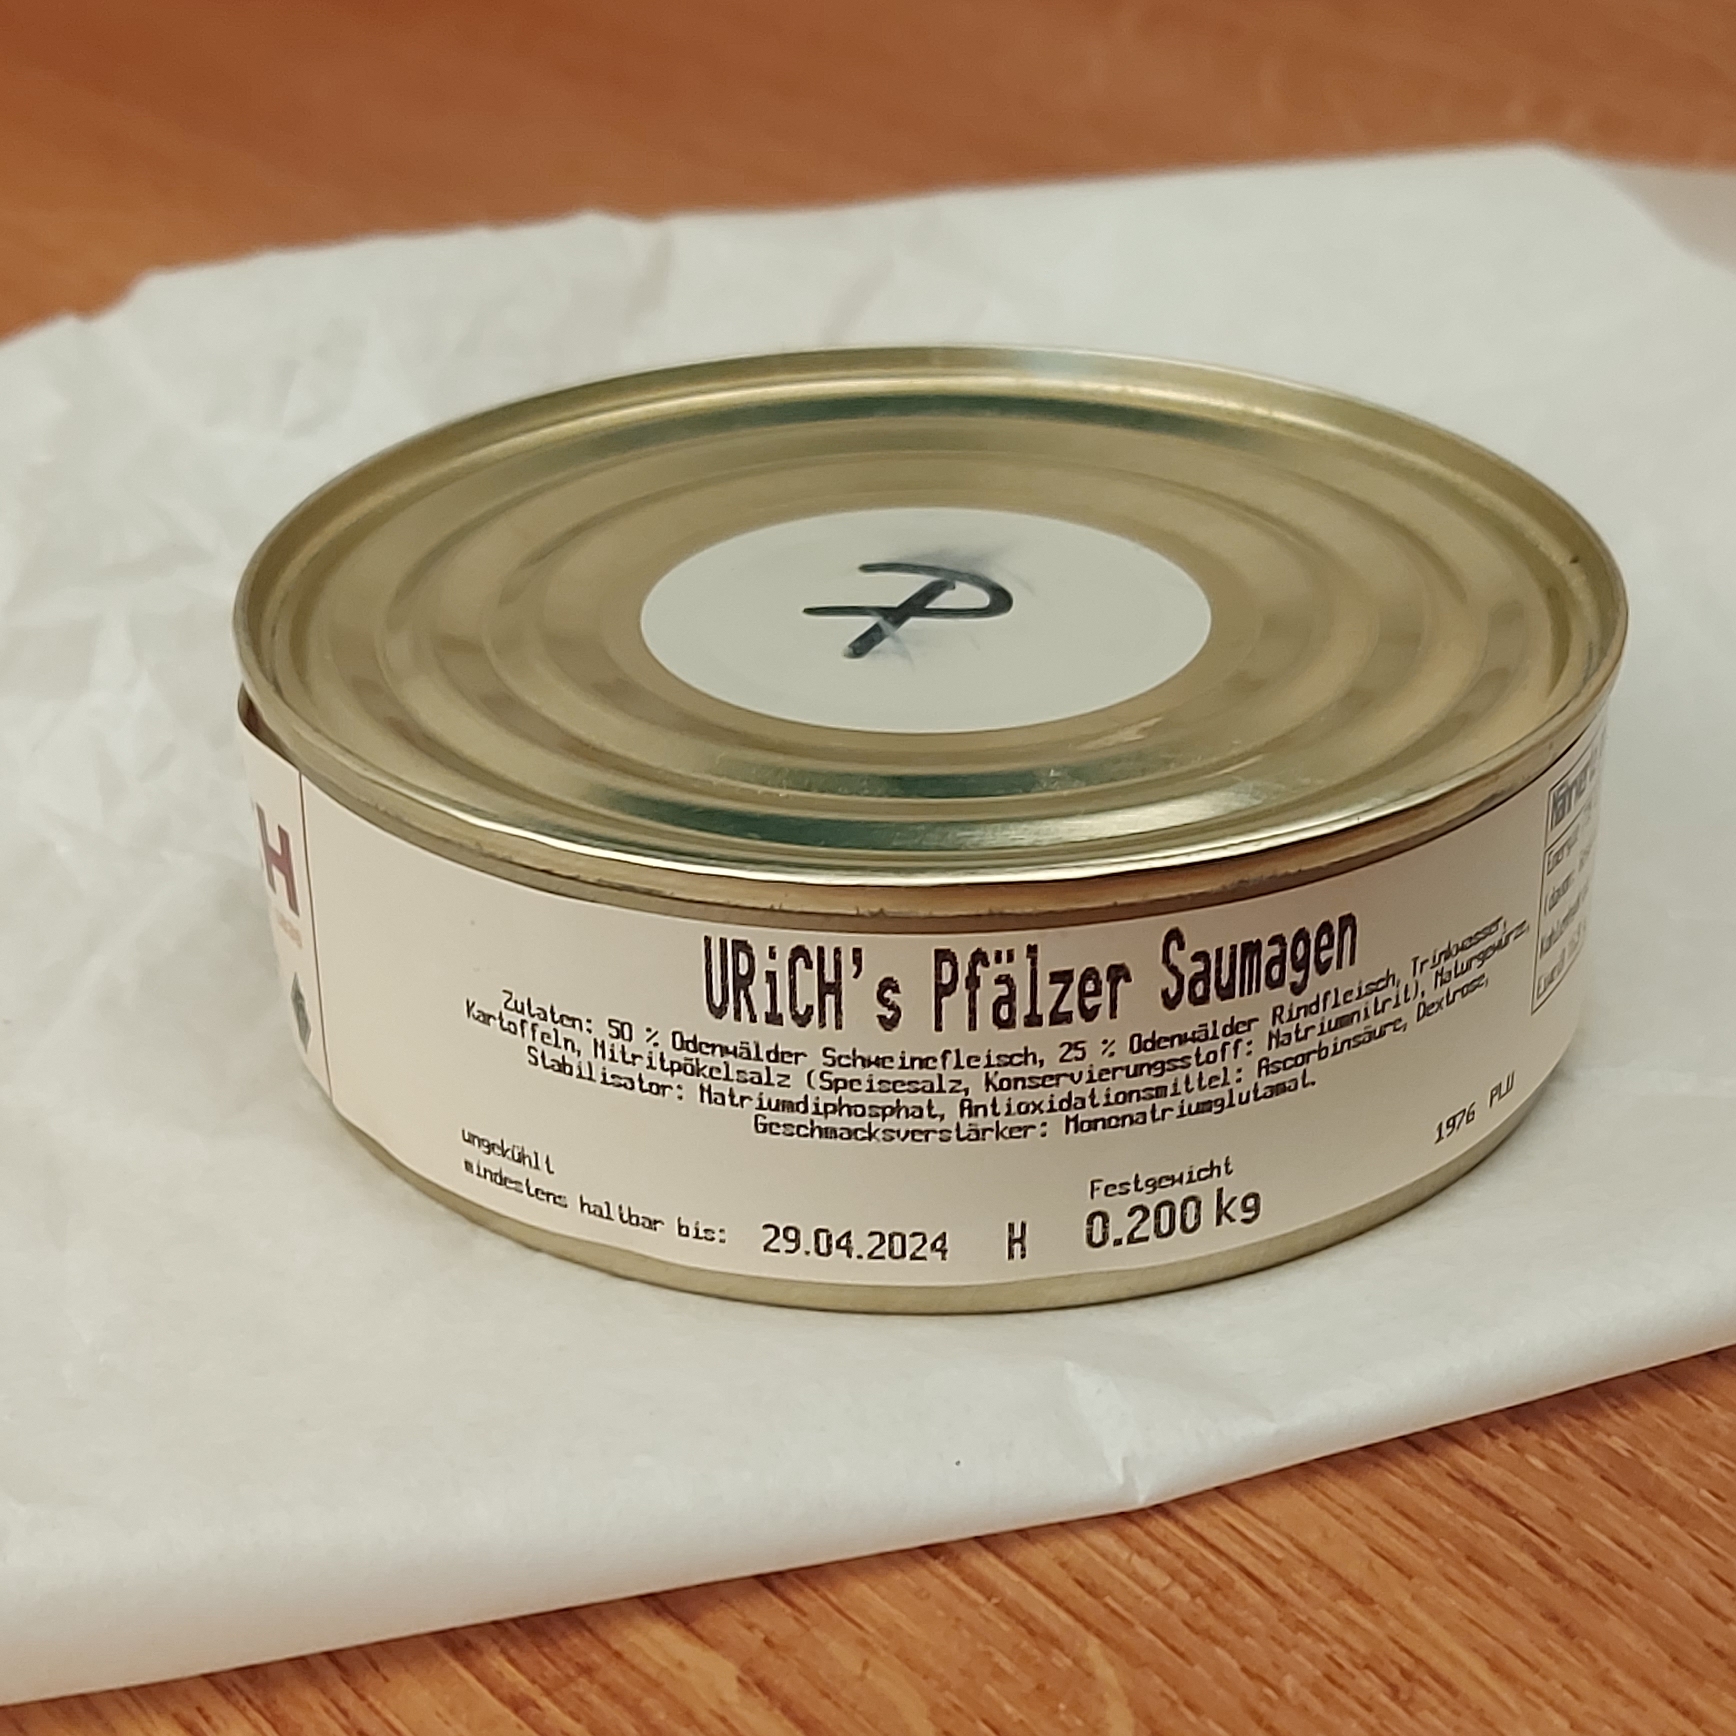 P
H
URiCH's Pfälzer Saumagen
Zutaten: 50 % Odenwälder Schweinefleisch, 25 % Odenwälder Rindfleisch, Trinkwasser,
Kartoffeln, Nitritpökelsalz (Speisesalz, Konservierungsstoff: Natriumnitrit), Naturgewürze,
Stabilisator: Natriumdiphosphat, Antioxidationsmittel: Ascorbinsäure, Dextrose,
Geschmacksverstärker: Mononatriumglutamat.
1976 PLU
ungekühlt
mindestens haltbar bis: 29.04.2024 H
Festgewicht
0.200 kg